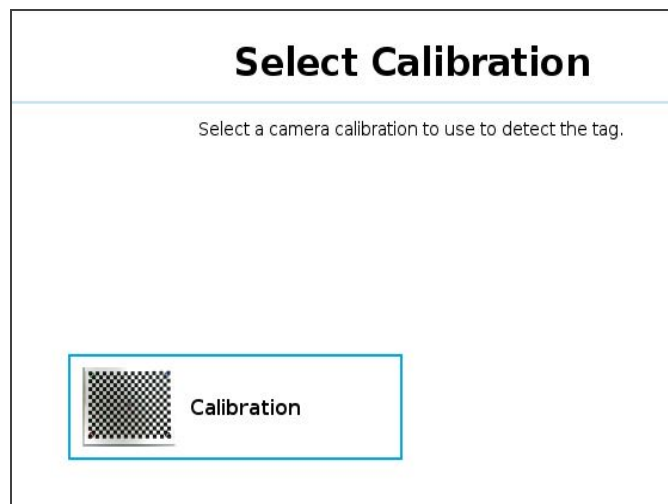 Select Calibration
Select a camera calibration to use to detect the tag.
Calibration